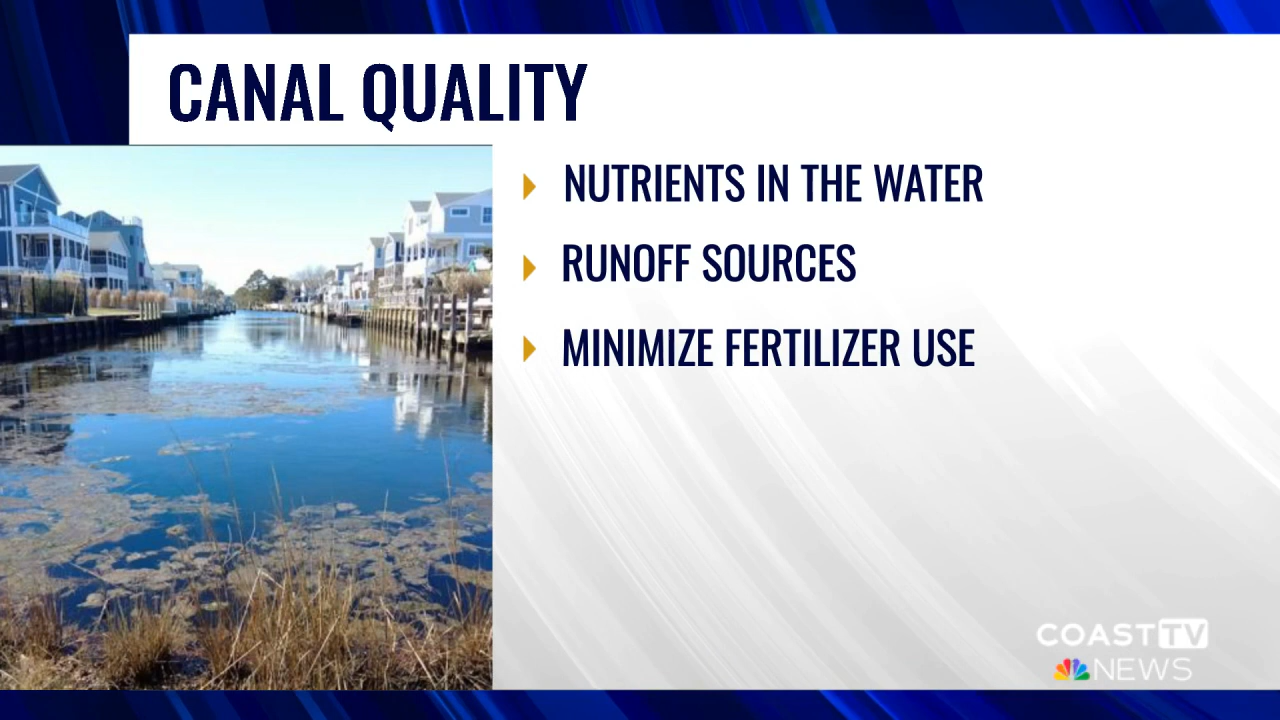 CANAL QUALITY
NUTRIENTS IN THE WATER
RUNOFF SOURCES
MINIMIZE FERTILIZER USE
COAST TV
NEWS